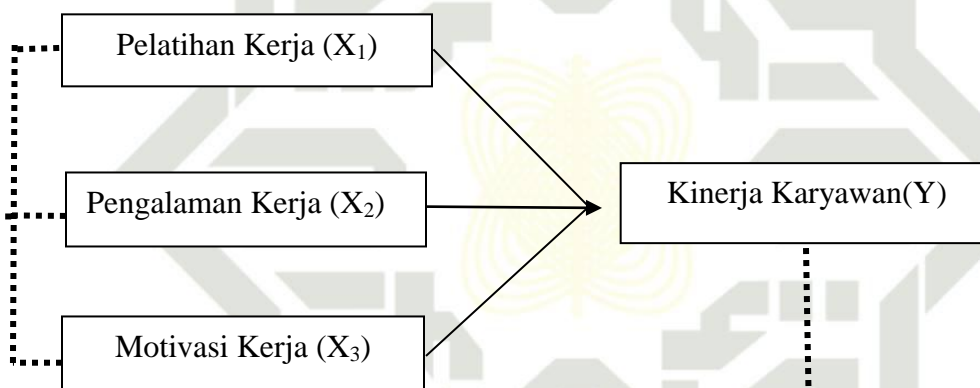 Pelatihan Kerja (X₁)
Pengalaman Kerja (X₂)
Kinerja Karyawan(Y)
Motivasi Kerja (X₃)